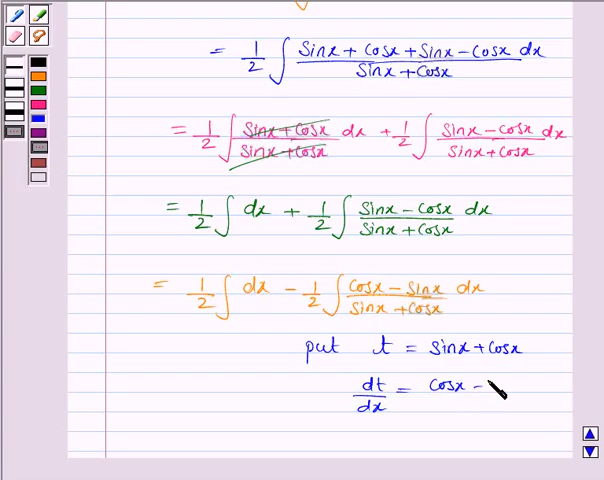 = 1/2 ∫ Sinx + Cosx + Sinx - Cosx / Sinx + Cosx dx
= 1/2 ∫ Sinx + Cosx / Sinx + Cosx dx + 1/2 ∫ Sinx - Cosx / Sinx + Cosx dx
= 1/2 ∫ dx + 1/2 ∫ Sinx - Cosx / Sinx + Cosx dx
= 1/2 ∫ dx - 1/2 ∫ Cosx - Sinx / Sinx + Cosx dx
put t = Sinx + Cosx
dt/dx = Cosx -